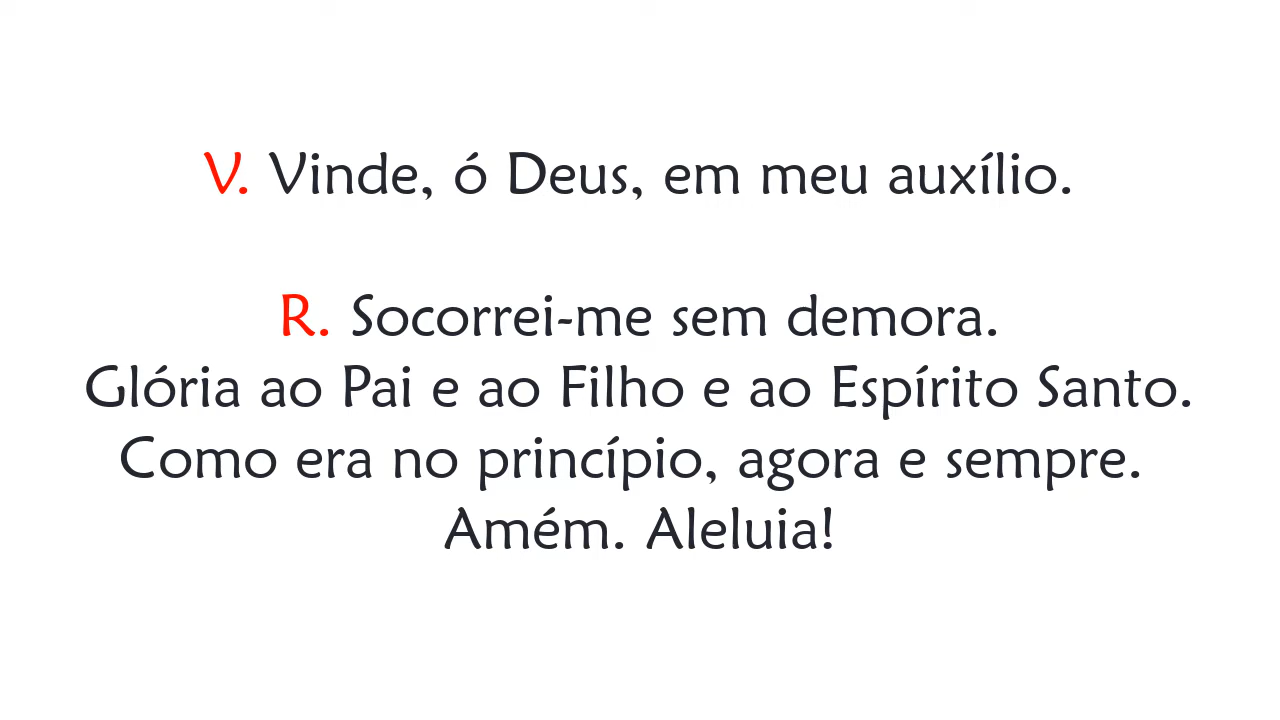 V. Vinde, ó Deus, em meu auxílio.
R. Socorrei-me sem demora.
Glória ao Pai e ao Filho e ao Espírito Santo.
Como era no princípio, agora e sempre.
Amém. Aleluia!